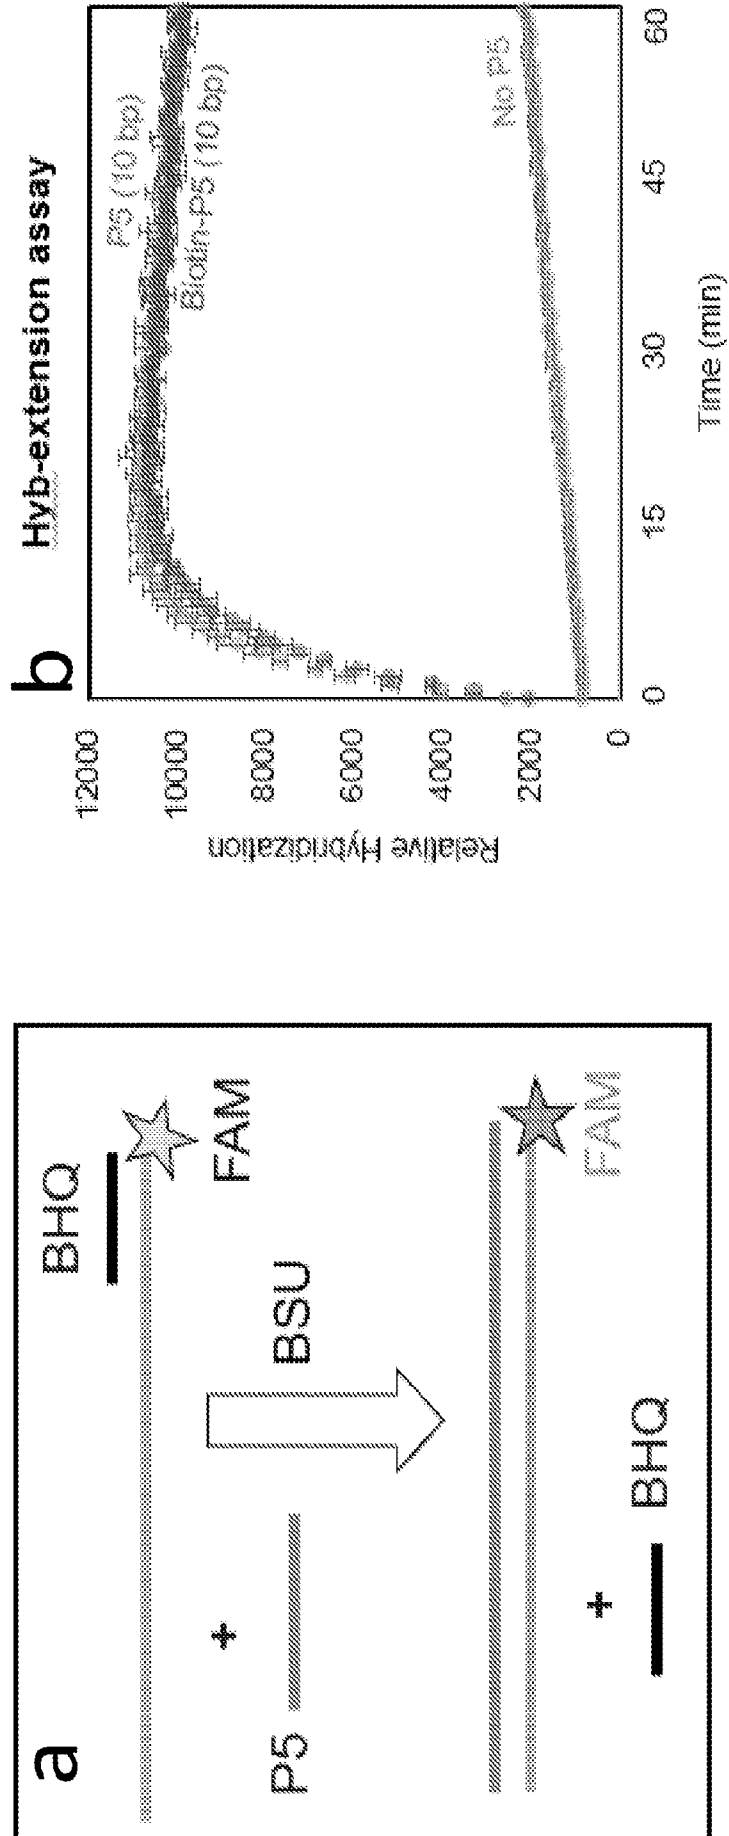 a
BHQ
FAM
+
P5
BSU
FAM
+
BHQ
b
Hyb-extension assay
Relative Hybridization
12000
10000
8000
6000
4000
2000
0
P5 (10 bp)
Biotin-P5 (10 bp)
No P5
0
15
30
45
60
Time (min)